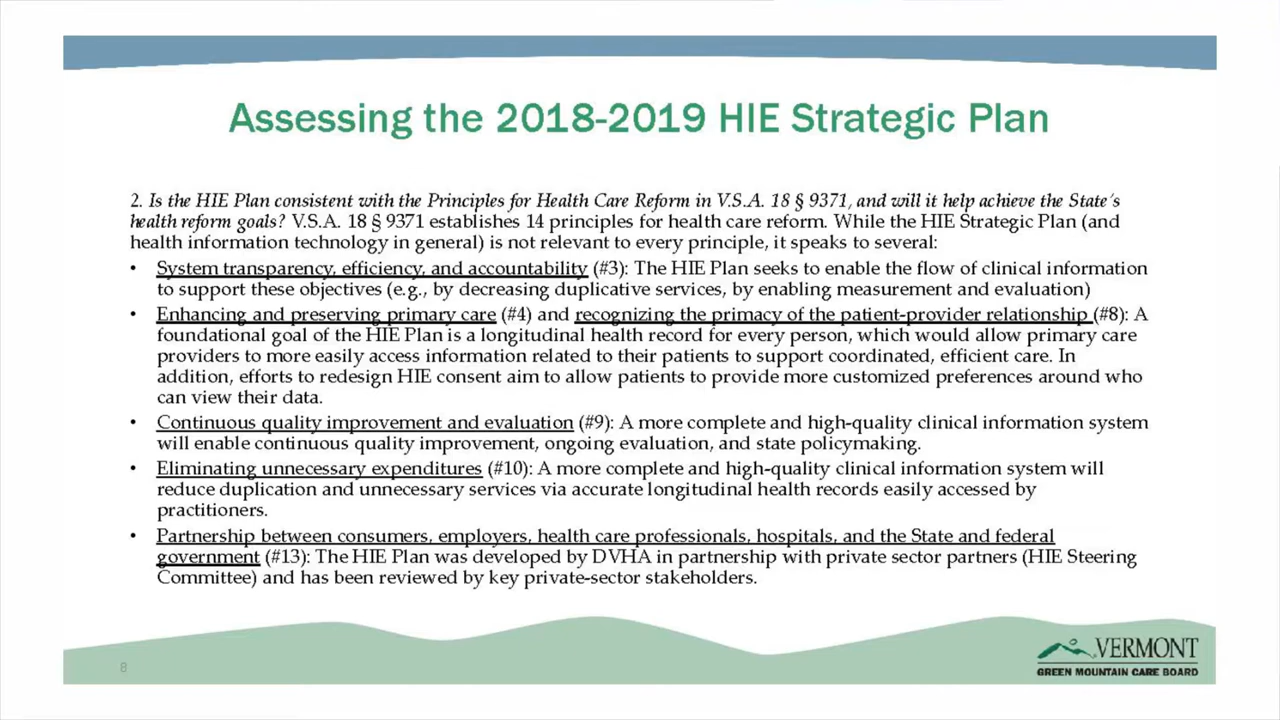 Assessing the 2018-2019 HIE Strategic Plan
2. Is the HIE Plan consistent with the Principles for Health Care Reform in V.S.A. 18 § 9371, and will it help achieve the State's
health reform goals? V.S.A. 18 § 9371 establishes 14 principles for health care reform. While the HIE Strategic Plan (and
health information technology in general) is not relevant to every principle, it speaks to several:
• System transparency, efficiency, and accountability (#3): The HIE Plan seeks to enable the flow of clinical information
to support these objectives (e.g., by decreasing duplicative services, by enabling measurement and evaluation)
• Enhancing and preserving primary care (#4) and recognizing the primacy of the patient-provider relationship (#8): A
foundational goal of the HIE Plan is a longitudinal health record for every person, which would allow primary care
providers to more easily access information related to their patients to support coordinated, efficient care. In
addition, efforts to redesign HIE consent aim to allow patients to provide more customized preferences around who
can view their data.
• Continuous quality improvement and evaluation (#9): A more complete and high-quality clinical information system
will enable continuous quality improvement, ongoing evaluation, and state policymaking.
• Eliminating unnecessary expenditures (#10): A more complete and high-quality clinical information system will
reduce duplication and unnecessary services via accurate longitudinal health records easily accessed by
practitioners.
• Partnership between consumers, employers, health care professionals, hospitals, and the State and federal
government (#13): The HIE Plan was developed by DVHA in partnership with private sector partners (HIE Steering
Committee) and has been reviewed by key private-sector stakeholders.
8
VERMONT
GREEN MOUNTAIN CARE BOARD